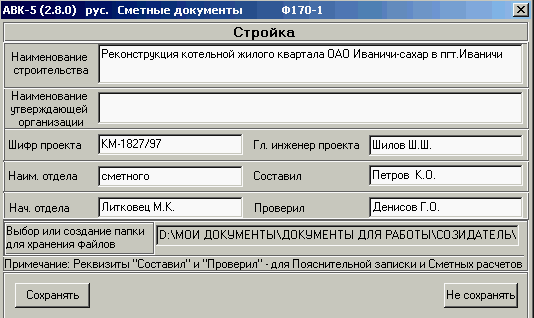 АВК-5 (2.8.0) рус. Сметные документы Ф170-1
Стройка
Наименование строительства
Реконструкция котельной жилого квартала ОАО Иваничи-сахар в пгт.Иваничи
Наименование утверждающей организации
Шифр проекта
КМ-1827/97
Гл. инженер проекта
Шилов Ш.Ш.
Наим. отдела
сметного
Составил
Петров К.О.
Нач. отдела
Литковец М.К.
Проверил
Денисов Г.О.
Выбор или создание папки для хранения файлов
D:\МОИ ДОКУМЕНТЫ\ДОКУМЕНТЫ ДЛЯ РАБОТЫ\СОЗИДАТЕЛЬ\
Примечание: Реквизиты "Составил" и "Проверил" - для Пояснительной записки и Сметных расчетов
Сохранять
Не сохранять